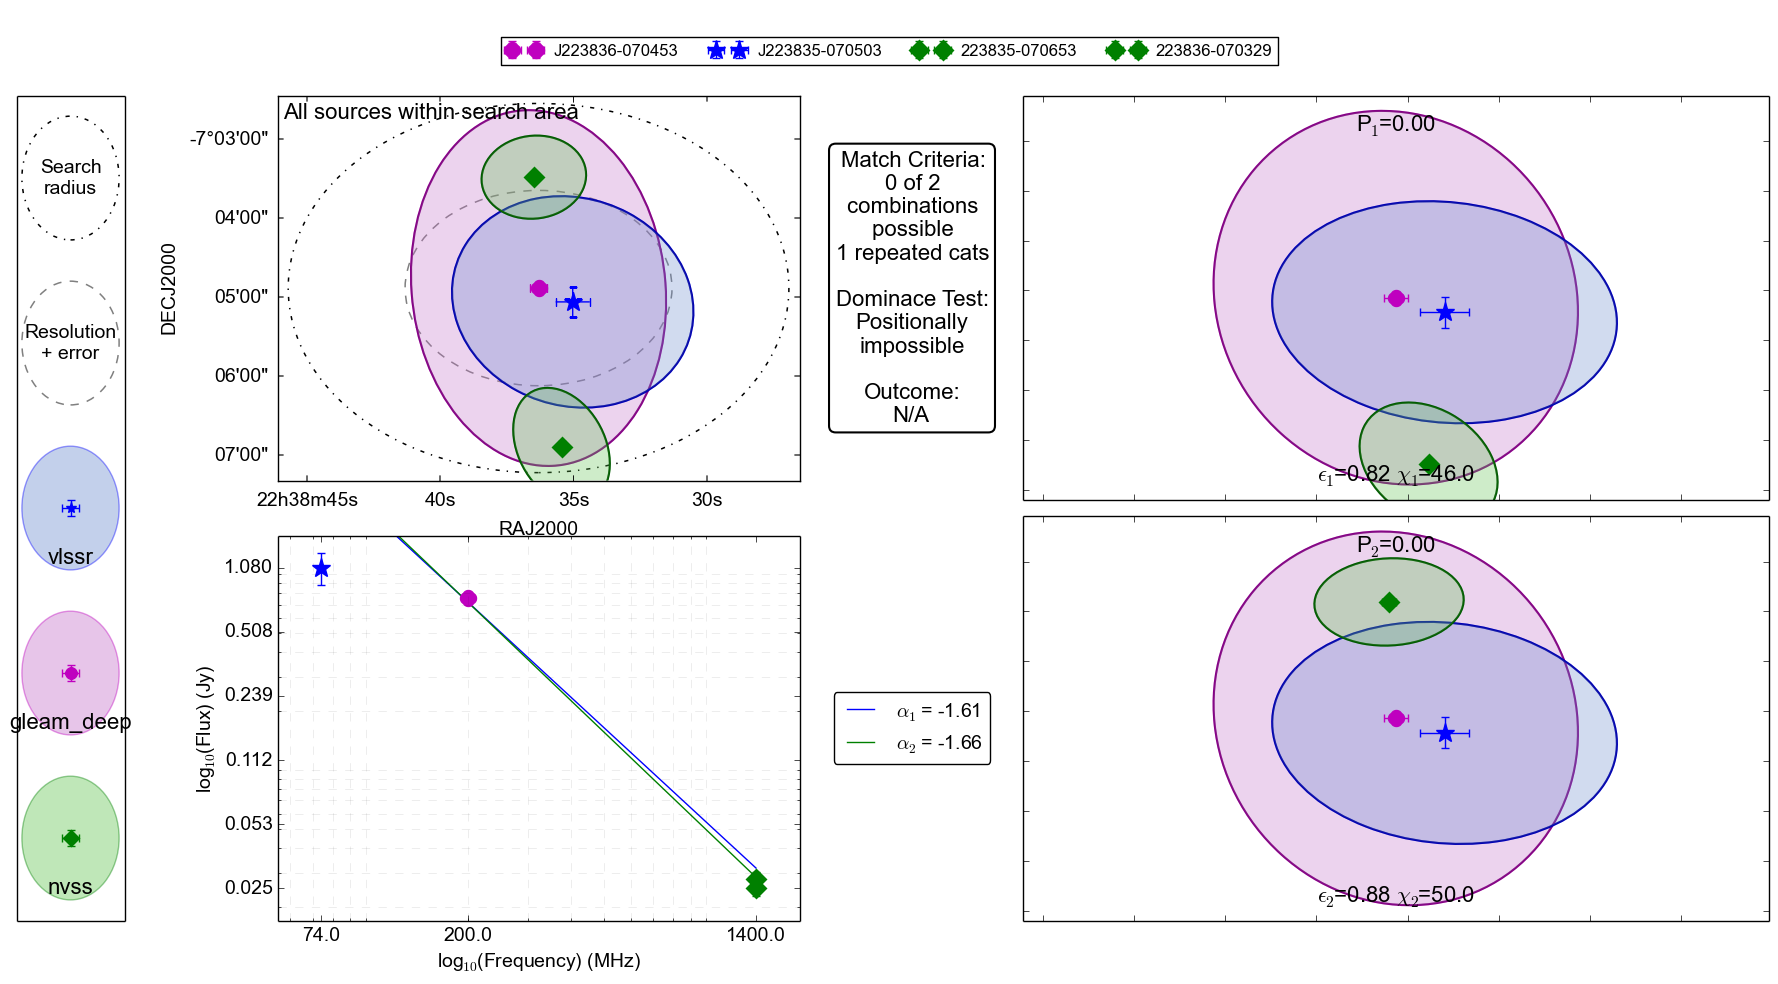 J223836-070453
J223835-070503
223835-070653
223836-070329
Search
radius
Resolution
+ error
vlssr
gleam_deep
nvss
All sources within search area
DECJ2000
-7°03'00"
04'00"
05'00"
06'00"
07'00"
22h38m45s
40s
35s
30s
RAJ2000
Match Criteria:
0 of 2
combinations
possible
1 repeated cats
Dominace Test:
Positionally
impossible
Outcome:
N/A
P1=0.00
ϵ1=0.82 χ1=46.0
P2=0.00
ϵ2=0.88 χ2=50.0
log10(Flux) (Jy)
1.080
0.508
0.239
0.112
0.053
0.025
74.0
200.0
1400.0
log10(Frequency) (MHz)
α1 = -1.61
α2 = -1.66